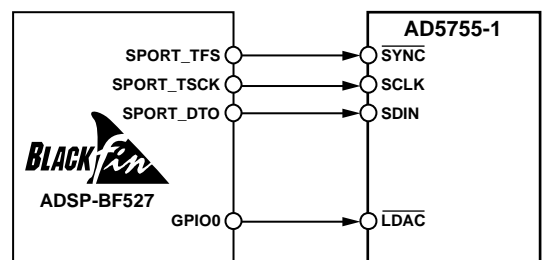 AD5755-1
SPORT_TFS
SYNC
SPORT_TSCK
SCLK
SPORT_DTO
SDIN
BLACKfin
ADSP-BF527
GPIO0
LDAC